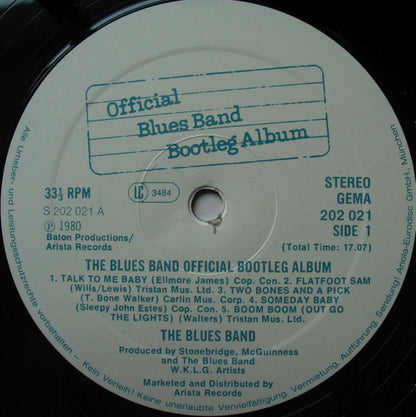 Official
Blues Band
Bootleg Album
33⅓ RPM
S 202 021 A
Ⓟ 1980
Baton Productions/
Arista Records
LC 3484
STEREO
GEMA
202 021
SIDE 1
(Total Time: 17.07)
THE BLUES BAND OFFICIAL BOOTLEG ALBUM
1. TALK TO ME BABY (Ellmore James) Cop. Con. 2. FLATFOOT SAM
(Wills/Lewis) Tristan Mus. Ltd. 3. TWO BONES AND A PICK
(T. Bone Walker) Carlin Mus. Corp. 4. SOMEDAY BABY
(Sleepy John Estes) Cop. Con. 5. BOOM BOOM (OUT GO
THE LIGHTS) (Walters) Tristan Mus. Ltd.
THE BLUES BAND
Produced by Stonebridge, McGuinness
and The Blues Band
W.K.L.G. Artists
Marketed and Distributed by
Arista Records
Alle Urheber- und Leistungsschutzrechte vorbehalten – Kein Verleih! Keine unerlaubte Vervielfältigung, Vermietung, Aufführung, Sendung! Ariola-Eurodisc GmbH, München